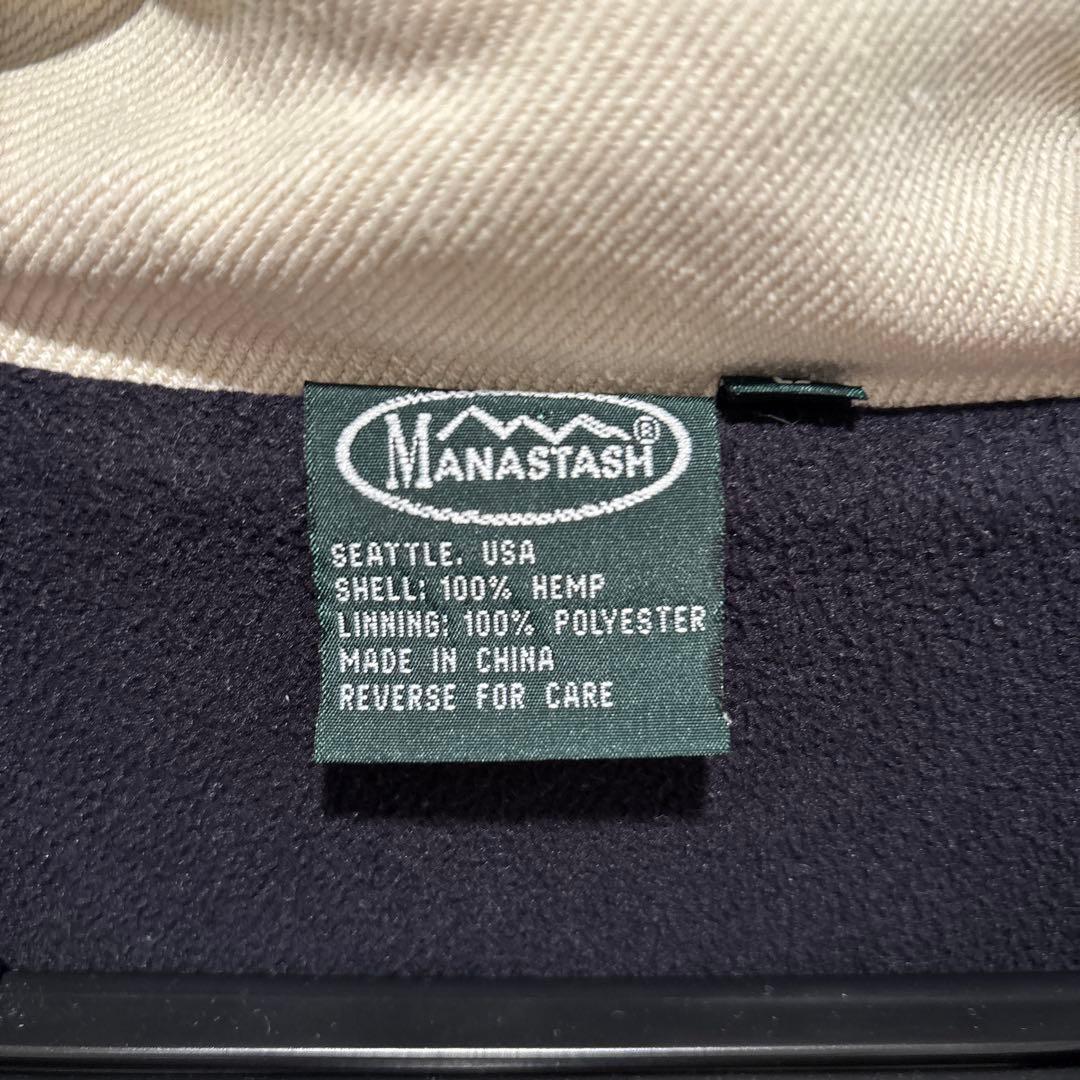 MANASTASH®
SEATTLE. USA
SHELL: 100% HEMP
LINNING: 100% POLYESTER
MADE IN CHINA
REVERSE FOR CARE